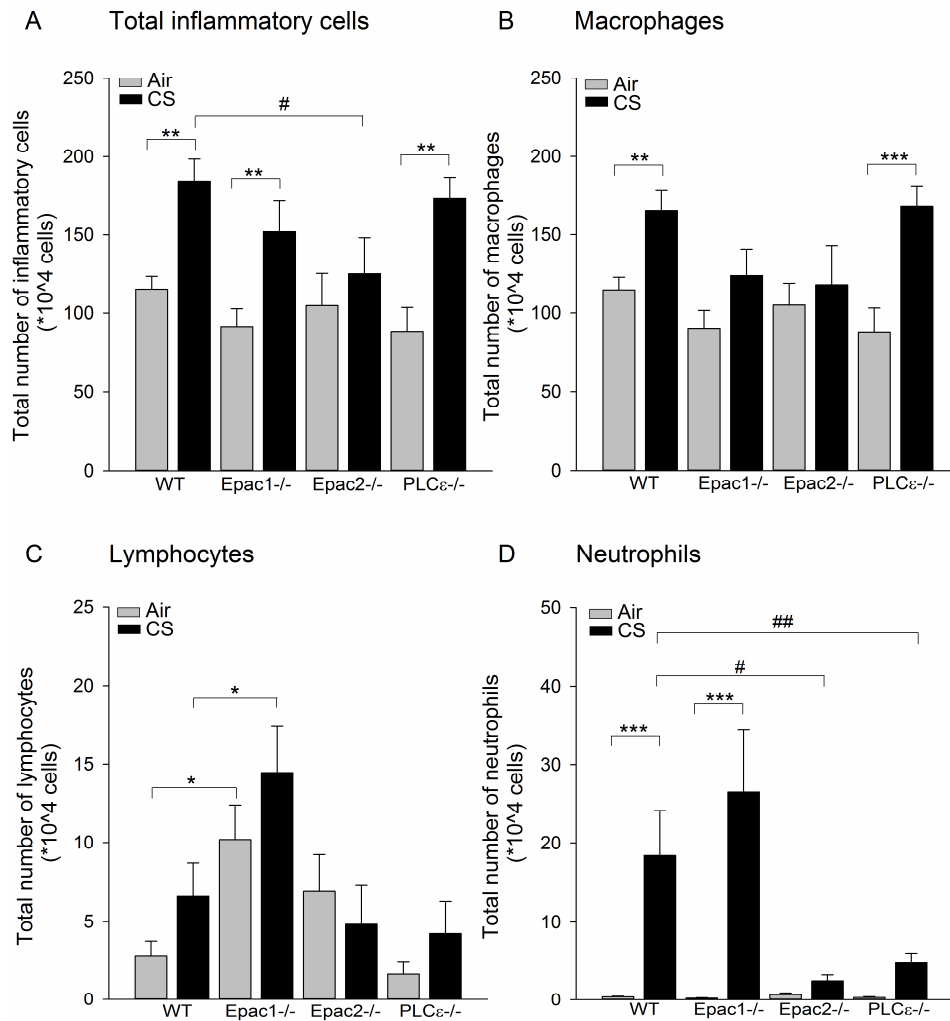 A Total inflammatory cells
Total number of inflammatory cells
(*10^4 cells)
250
200
150
100
50
0
Air
CS
#
**
**
**
WT Epac1-/- Epac2-/- PLCε-/-
B Macrophages
Total number of macrophages
(*10^4 cells)
250
200
150
100
50
0
Air
CS
**
***
WT Epac1-/- Epac2-/- PLCε-/-
C Lymphocytes
Total number of lymphocytes
(*10^4 cells)
25
20
15
10
5
0
Air
CS
*
*
WT Epac1-/- Epac2-/- PLCε-/-
D Neutrophils
Total number of neutrophils
(*10^4 cells)
50
40
30
20
10
0
Air
CS
##
#
***
***
WT Epac1-/- Epac2-/- PLCε-/-